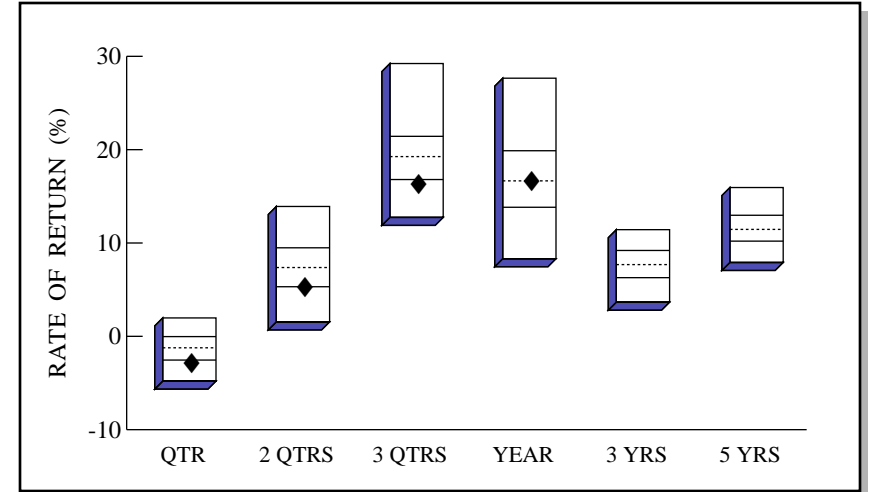 RATE OF RETURN (%)
30
20
10
0
-10
QTR 2 QTRS 3 QTRS YEAR 3 YRS 5 YRS